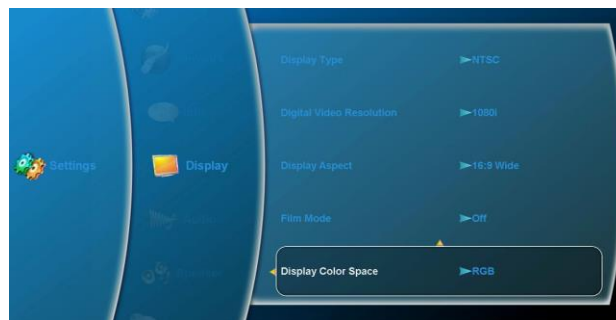 Settings
Display
Display Type
NTSC
Digital Video Resolution
1080i
Display Aspect
16:9 Wide
Film Mode
Off
Display Color Space
RGB